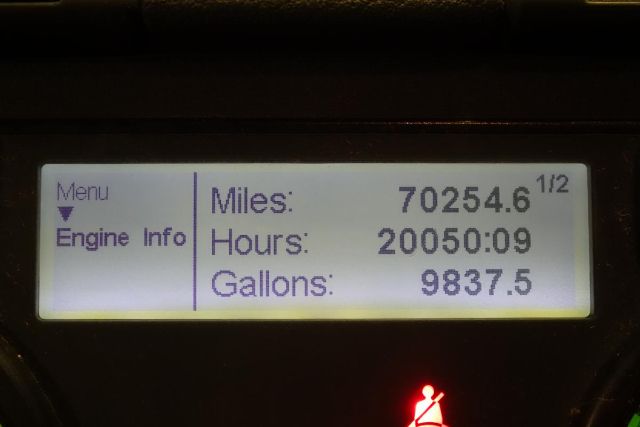 Menu
Engine Info
1/2
Miles: 70254.6
Hours: 20050:09
Gallons: 9837.5